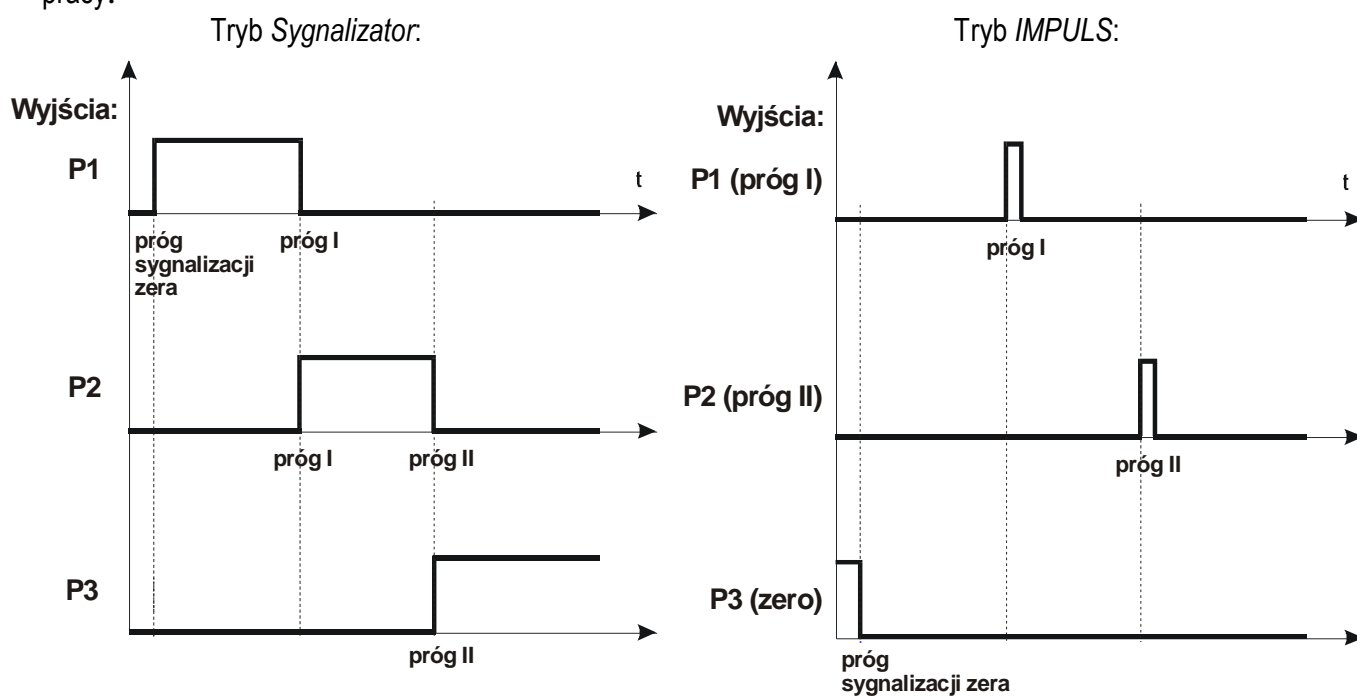 pracy:
Tryb Sygnalizator:
Wyjścia:
P1
t
próg
sygnalizacji
zera
próg I
P2
próg I
próg II
P3
próg II
Tryb IMPULS:
Wyjścia:
P1 (próg I)
t
próg I
P2 (próg II)
próg II
P3 (zero)
próg
sygnalizacji zera